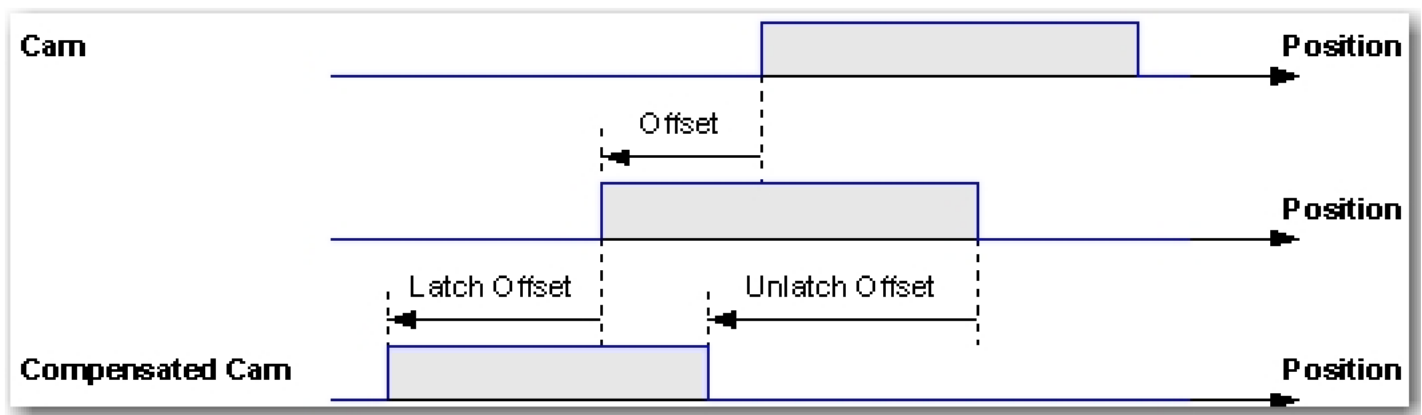 Cam
Position
Offset
Position
Latch Offset
Unlatch Offset
Compensated Cam
Position